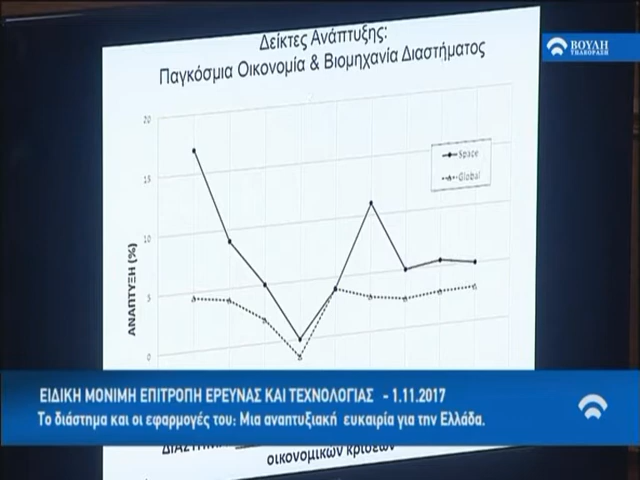 Δείκτες Ανάπτυξης:
Παγκόσμια Οικονομία & Βιομηχανία Διαστήματος
ΒΟΥΛΗ
ΤΗΛΕΟΡΑΣΗ
20
Space
Global
15
10
ΑΝΑΠΤΥΞΗ (%)
5
0
ΕΙΔΙΚΗ ΜΟΝΙΜΗ ΕΠΙΤΡΟΠΗ ΕΡΕΥΝΑΣ ΚΑΙ ΤΕΧΝΟΛΟΓΙΑΣ - 1.11.2017
Το διάστημα και οι εφαρμογές του: Μια αναπτυξιακή ευκαιρία για την Ελλάδα.
οικονομικών κρίσεων